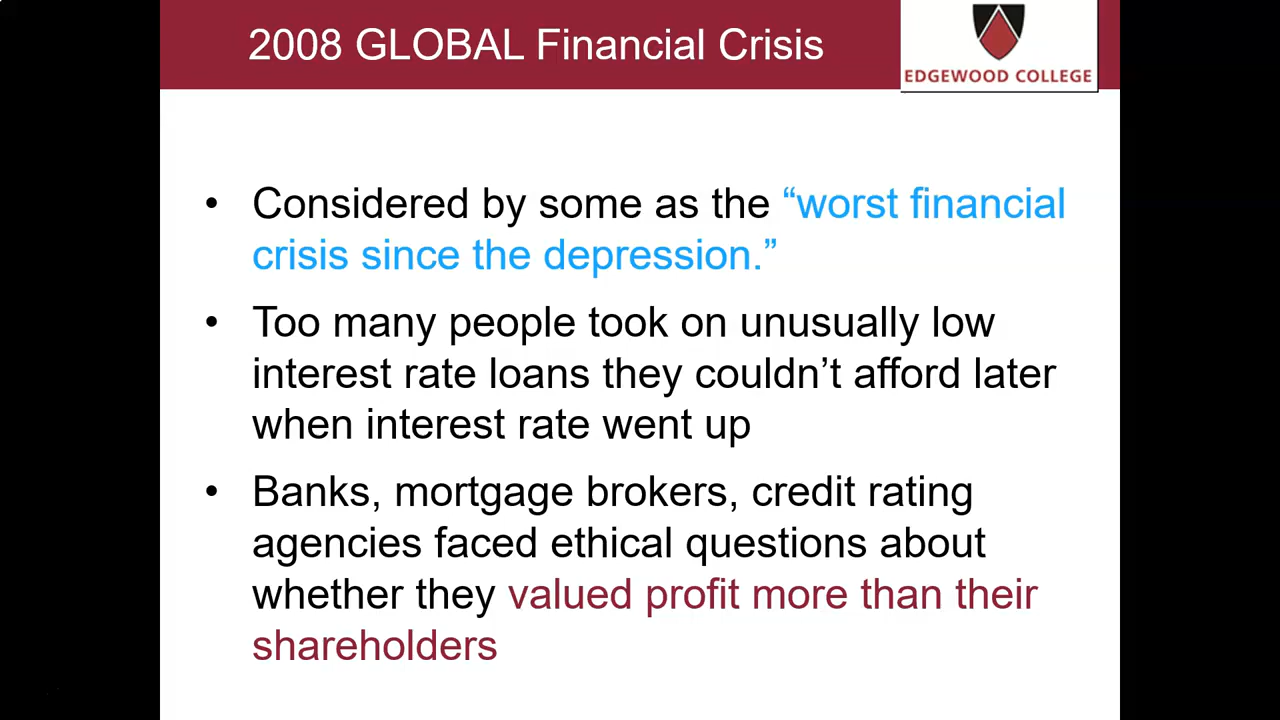 2008 GLOBAL Financial Crisis
EDGEWOOD COLLEGE
• Considered by some as the “worst financial
crisis since the depression.”
• Too many people took on unusually low
interest rate loans they couldn’t afford later
when interest rate went up
• Banks, mortgage brokers, credit rating
agencies faced ethical questions about
whether they valued profit more than their
shareholders